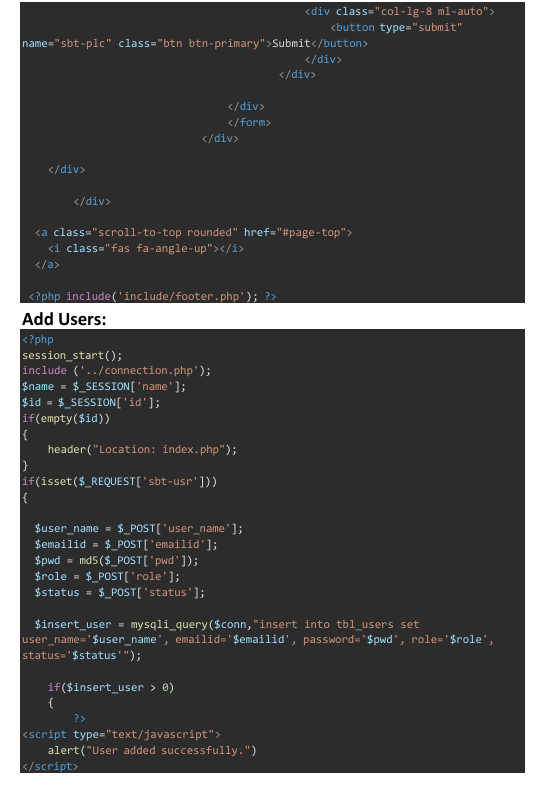 <div class="col-lg-8 ml-auto">
<button type="submit"
name="sbt-plc" class="btn btn-primary">Submit</button>
</div>
</div>
</div>
</form>
</div>
</div>
</div>
<a class="scroll-to-top rounded" href="#page-top">
<i class="fas fa-angle-up"></i>
</a>
<?php include('include/footer.php'); ?>
Add Users:
<?php
session_start();
include ('../connection.php');
$name = $_SESSION['name'];
$id = $_SESSION['id'];
if(empty($id))
{
header("Location: index.php");
}
if(isset($_REQUEST['sbt-usr']))
{
$user_name = $_POST['user_name'];
$emailid = $_POST['emailid'];
$pwd = md5($_POST['pwd']);
$role = $_POST['role'];
$status = $_POST['status'];
$insert_user = mysqli_query($conn,"insert into tbl_users set
user_name='$user_name', emailid='$emailid', password='$pwd', role='$role',
status='$status'");
if($insert_user > 0)
{
?>
<script type="text/javascript">
alert("User added successfully.")
</script>